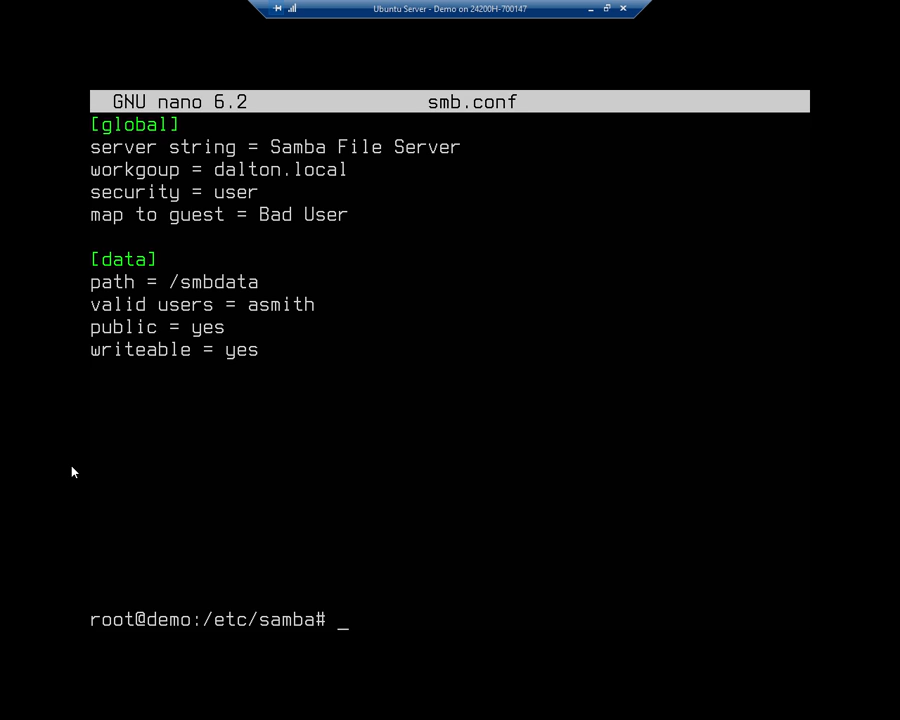 Ubuntu Server - Demo on 24200H-700147
GNU nano 6.2 smb.conf
[global]
server string = Samba File Server
workgoup = dalton.local
security = user
map to guest = Bad User
[data]
path = /smbdata
valid users = asmith
public = yes
writeable = yes
root@demo:/etc/samba# _